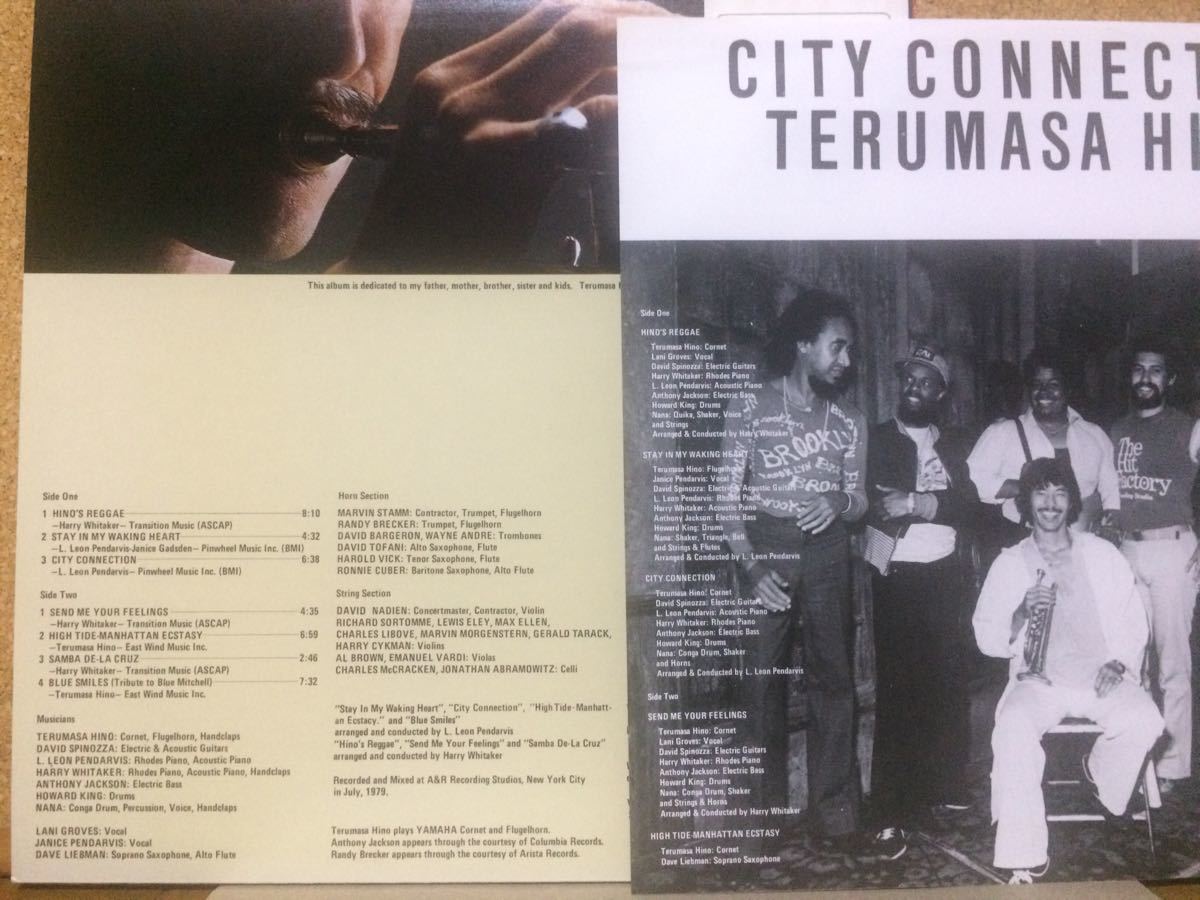 This album is dedicated to my father, mother, brother, sister and kids. Terumasa
Side One
1 HINO'S REGGAE 8:10
–Harry Whitaker– Transition Music (ASCAP)
2 STAY IN MY WAKING HEART 4:32
–L. Leon Pendarvis-Janice Gadsden– Pinwheel Music Inc. (BMI)
3 CITY CONNECTION 6:38
–L. Leon Pendarvis– Pinwheel Music Inc. (BMI)
Side Two
1 SEND ME YOUR FEELINGS 4:35
–Harry Whitaker– Transition Music (ASCAP)
2 HIGH TIDE-MANHATTAN ECSTASY 6:59
–Terumasa Hino– East Wind Music Inc.
3 SAMBA DE-LA CRUZ 2:46
–Harry Whitaker– Transition Music (ASCAP)
4 BLUE SMILES (Tribute to Blue Mitchell) 7:32
–Terumasa Hino– East Wind Music Inc.
Musicians
TERUMASA HINO: Cornet, Flugelhorn, Handclaps
DAVID SPINOZZA: Electric & Acoustic Guitars
L. LEON PENDARVIS: Rhodes Piano, Acoustic Piano
HARRY WHITAKER: Rhodes Piano, Acoustic Piano, Handclaps
ANTHONY JACKSON: Electric Bass
HOWARD KING: Drums
NANA: Conga Drum, Percussion, Voice, Handclaps
LANI GROVES: Vocal
JANICE PENDARVIS: Vocal
DAVE LIEBMAN: Soprano Saxophone, Alto Flute
Horn Section
MARVIN STAMM: Contractor, Trumpet, Flugelhorn
RANDY BRECKER: Trumpet, Flugelhorn
DAVID BARGERON, WAYNE ANDRE: Trombones
DAVID TOFANI: Alto Saxophone, Flute
HAROLD VICK: Tenor Saxophone, Flute
RONNIE CUBER: Baritone Saxophone, Alto Flute
String Section
DAVID NADIEN: Concertmaster, Contractor, Violin
RICHARD SORTOMME, LEWIS ELEY, MAX ELLEN,
CHARLES LIBOVE, MARVIN MORGENSTERN, GERALD TARACK,
HARRY CYKMAN: Violins
AL BROWN, EMANUEL VARDI: Violas
CHARLES McCRACKEN, JONATHAN ABRAMOWITZ: Celli
"Stay In My Waking Heart", "City Connection", "High Tide-Manhatt-
an Ecstacy." and "Blue Smiles"
arranged and conducted by L. Leon Pendarvis
"Hino's Reggae", "Send Me Your Feelings" and "Samba De-La Cruz"
arranged and conducted by Harry Whitaker
Recorded and Mixed at A&R Recording Studios, New York City
in July, 1979.
Terumasa Hino plays YAMAHA Cornet and Flugelhorn.
Anthony Jackson appears through the courtesy of Columbia Records.
Randy Brecker appears through the courtesy of Arista Records.
CITY CONNECT
TERUMASA HI
Side One
HINO'S REGGAE
Terumasa Hino: Cornet
Lani Groves: Vocal
David Spinozza: Electric Guitars
Harry Whitaker: Rhodes Piano
L. Leon Pendarvis: Acoustic Piano
Anthony Jackson: Electric Bass
Howard King: Drums
Nana: Quika, Shaker, Voice
and Strings
Arranged & Conducted by Harry Whitaker
STAY IN MY WAKING HEART
Terumasa Hino: Flugelhorn
Janice Pendarvis: Vocal
David Spinozza: Electric & Acoustic Guitars
L. Leon Pendarvis: Rhodes Piano
Harry Whitaker: Acoustic Piano
Anthony Jackson: Electric Bass
Howard King: Drums
Nana: Shaker, Triangle, Bell
and Strings & Flutes
Arranged & Conducted by L. Leon Pendarvis
CITY CONNECTION
Terumasa Hino: Cornet
David Spinozza: Electric Guitars
L. Leon Pendarvis: Acoustic Piano
Harry Whitaker: Rhodes Piano
Anthony Jackson: Electric Bass
Howard King: Drums
Nana: Conga Drum, Shaker
and Horns
Arranged & Conducted by L. Leon Pendarvis
Side Two
SEND ME YOUR FEELINGS
Terumasa Hino: Cornet
Lani Groves: Vocal
David Spinozza: Electric Guitars
Harry Whitaker: Rhodes Piano
Anthony Jackson: Electric Bass
Howard King: Drums
Nana: Conga Drum, Shaker
and Strings & Horns
Arranged & Conducted by Harry Whitaker
HIGH TIDE-MANHATTAN ECSTASY
Terumasa Hino: Cornet
Dave Liebman: Soprano Saxophone
BROOKLYN
The
Hit
Factory